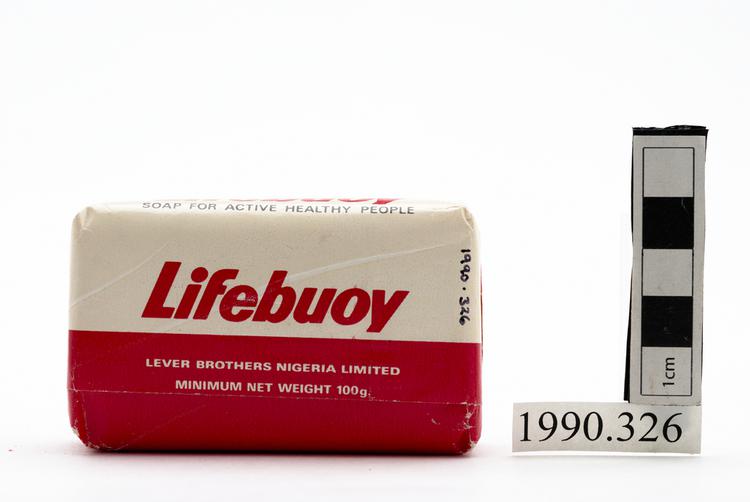 SOAP FOR ACTIVE HEALTHY PEOPLE
Lifebuoy
LEVER BROTHERS NIGERIA LIMITED
MINIMUM NET WEIGHT 100g.
1990.326
1cm
1990.326